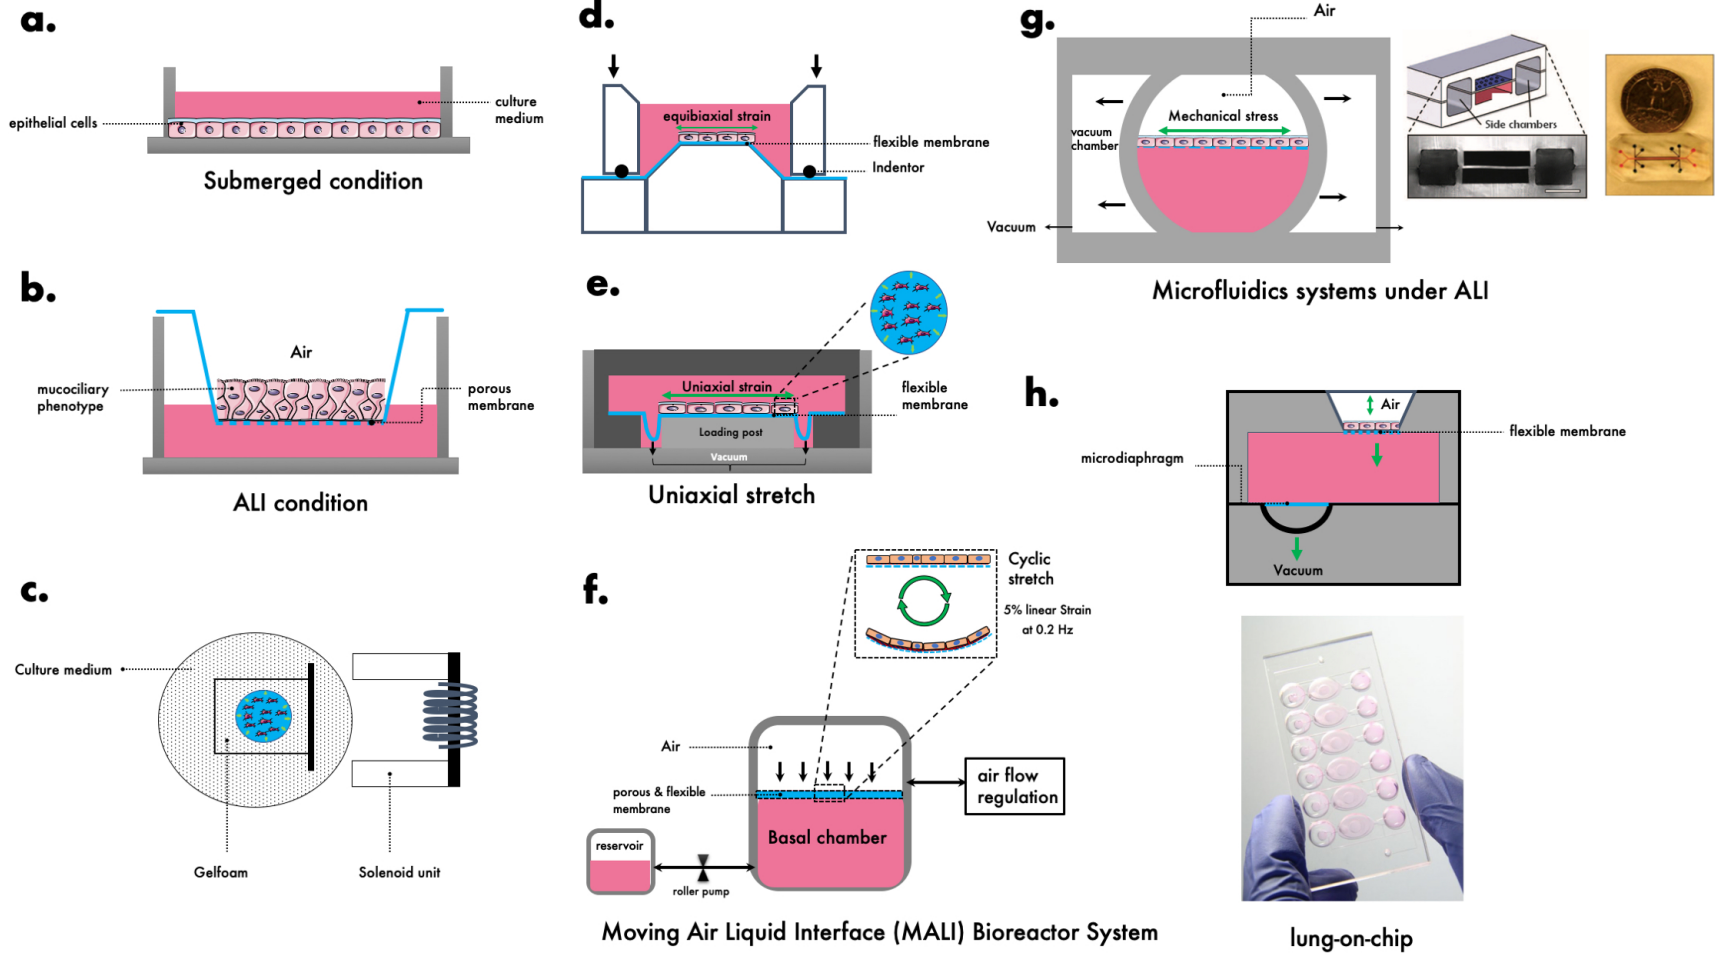 a.
culture
medium
epithelial cells
Submerged condition
b.
Air
mucociliary
phenotype
porous
membrane
ALI condition
c.
Culture medium
Gelfoam
Solenoid unit
d.
equibiaxial strain
flexible membrane
Indentor
e.
Uniaxial strain
flexible
membrane
Loading post
Vacuum
Uniaxial stretch
f.
Cyclic
stretch
5% linear Strain
at 0.2 Hz
Air
porous & flexible
membrane
air flow
regulation
Basal chamber
reservoir
roller pump
Moving Air Liquid Interface (MALI) Bioreactor System
g.
Air
Mechanical stress
vacuum
chamber
Vacuum
Side chambers
Microfluidics systems under ALI
h.
Air
flexible membrane
microdiaphragm
Vacuum
lung-on-chip